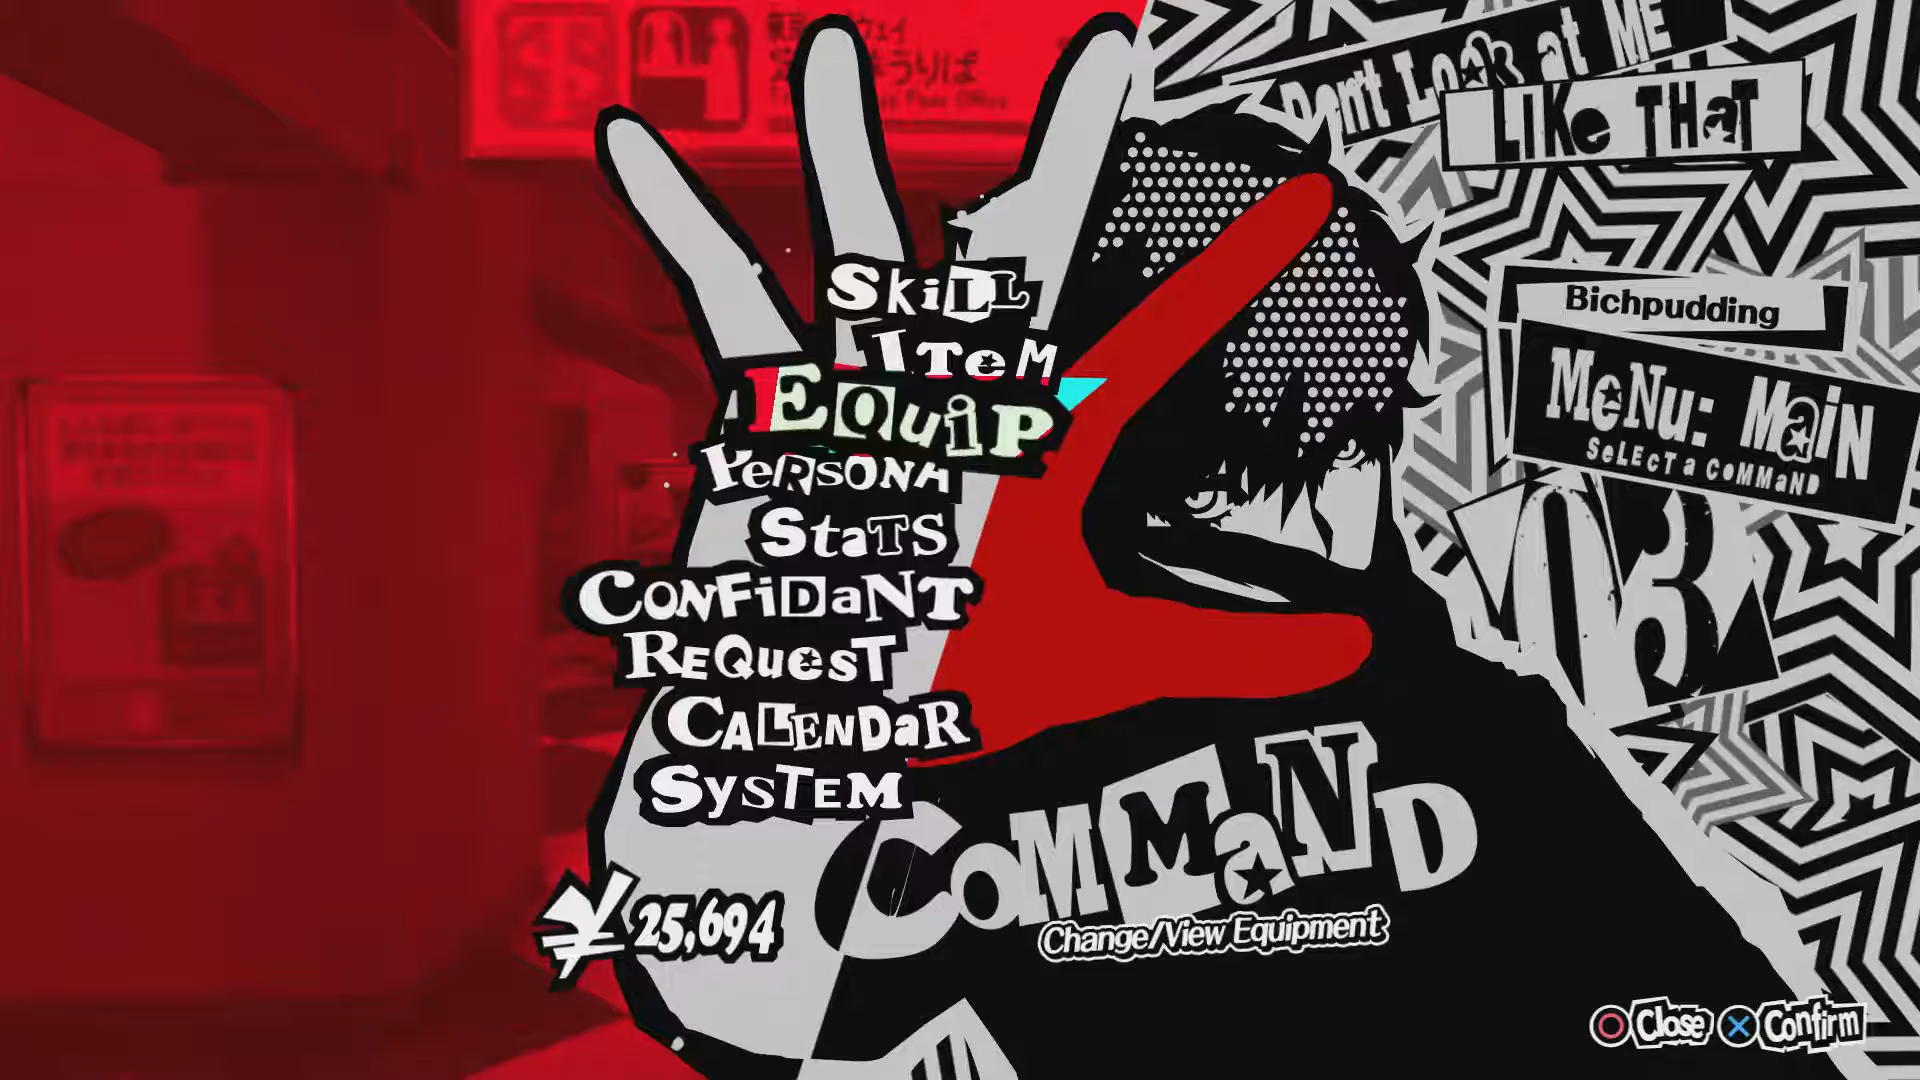 Don't Look at ME
LIKe THaT
Bichpudding
MeNu: MaiN
SeLEcT a CoMMaND
03
SkiLL
ITeM
EQuiP
PeRSONA
StaTS
CONFiDaNT
ReQuesT
CALENDaR
SySTEM
¥25,694
CoMMaND
Change/View Equipment
Close
Confirm